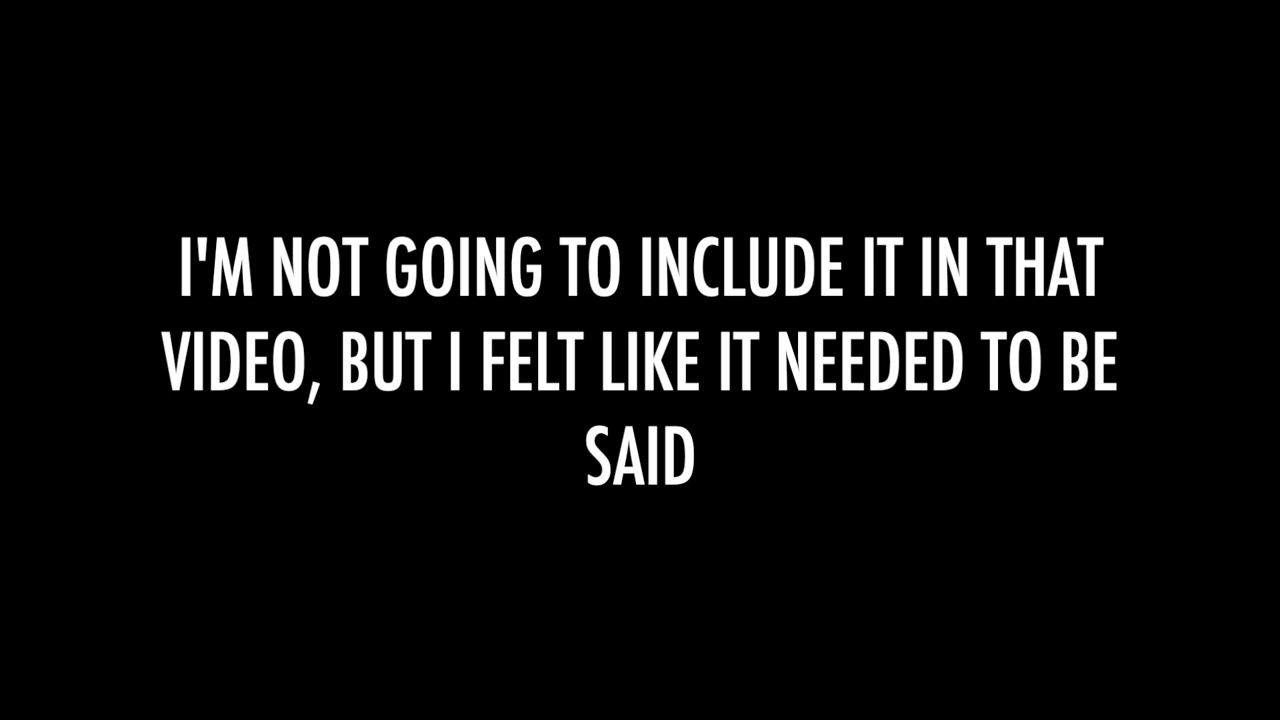 I'M NOT GOING TO INCLUDE IT IN THAT
VIDEO, BUT I FELT LIKE IT NEEDED TO BE
SAID